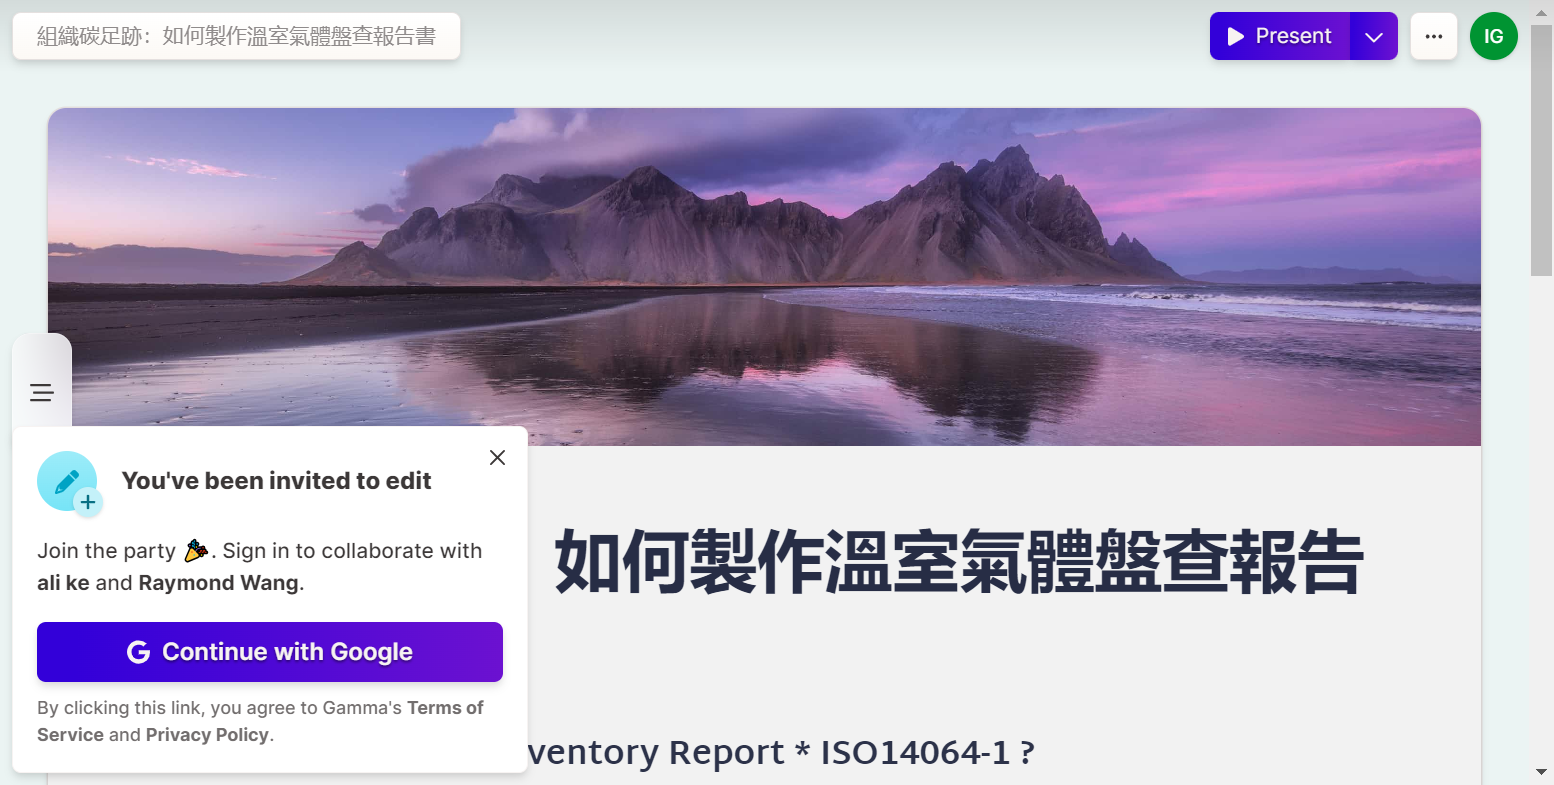 組織碳足跡：如何製作溫室氣體盤查報告書
Present
IG
You've been invited to edit
Join the party 🎉. Sign in to collaborate with
ali ke and Raymond Wang.
Continue with Google
By clicking this link, you agree to Gamma's Terms of
Service and Privacy Policy.
如何製作溫室氣體盤查報告
ventory Report * ISO14064-1 ?